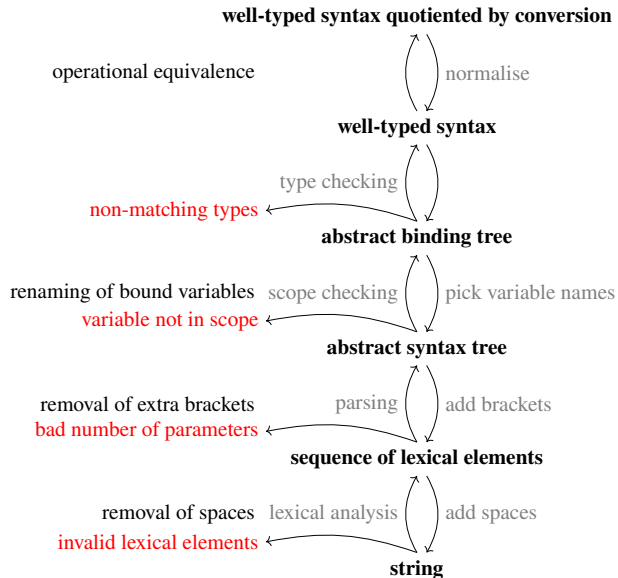 well-typed syntax quotiented by conversion
operational equivalence normalise
well-typed syntax
type checking
non-matching types
abstract binding tree
renaming of bound variables scope checking pick variable names
variable not in scope
abstract syntax tree
removal of extra brackets parsing add brackets
bad number of parameters
sequence of lexical elements
removal of spaces lexical analysis add spaces
invalid lexical elements
string